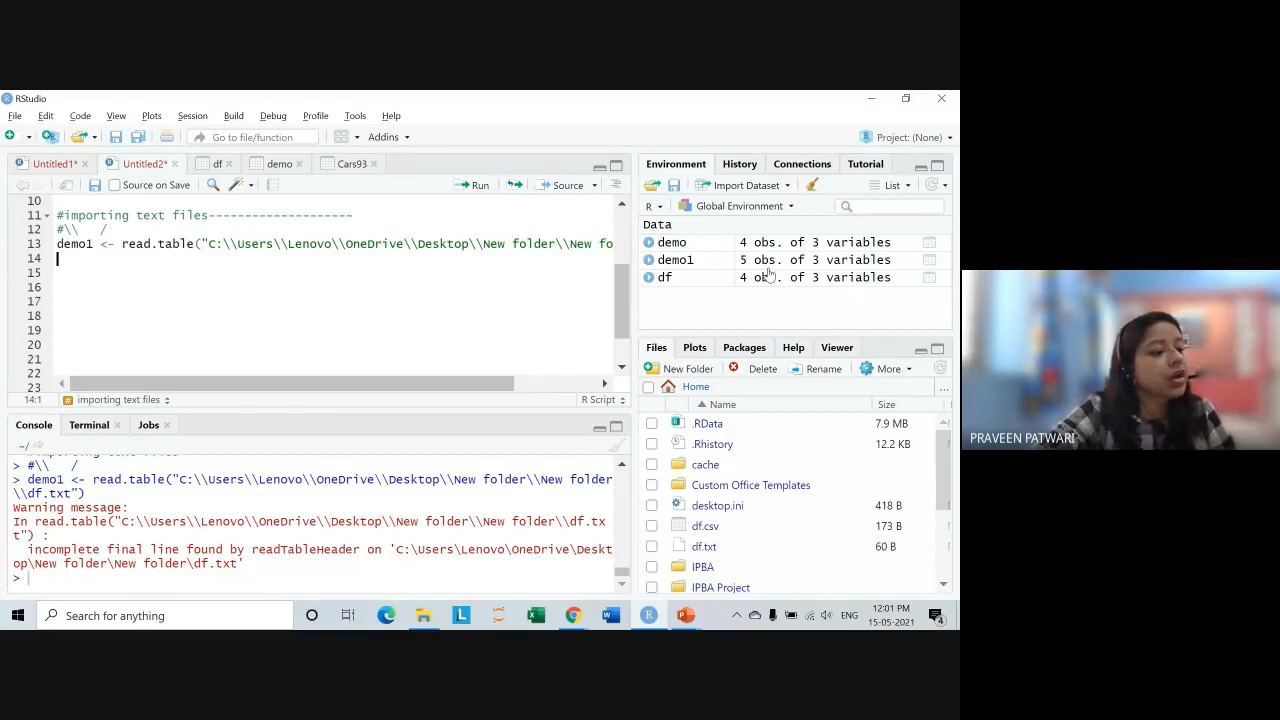 RStudio
File Edit Code View Plots Session Build Debug Profile Tools Help
Go to file/function Addins Project: (None)
Untitled1* Untitled2* df demo Cars93
Source on Save Run Source
10
11 #importing text files--------------------
12 #\\ /
13 demo1 <- read.table("C:\\Users\\Lenovo\\OneDrive\\Desktop\\New folder\\New fo
14
15
16
17
18
19
20
21
22
23
14:1 importing text files R Script
Console Terminal Jobs
~/
> #\\ /
> demo1 <- read.table("C:\\Users\\Lenovo\\OneDrive\\Desktop\\New folder\\New folder
\\df.txt")
Warning message:
In read.table("C:\\Users\\Lenovo\\OneDrive\\Desktop\\New folder\\New folder\\df.tx
t") :
incomplete final line found by readTableHeader on 'C:\Users\Lenovo\OneDrive\Deskt
op\New folder\New folder\df.txt'
>
Environment History Connections Tutorial
Import Dataset List
R Global Environment
Data
demo 4 obs. of 3 variables
demo1 5 obs. of 3 variables
df 4 obs. of 3 variables
Files Plots Packages Help Viewer
New Folder Delete Rename More
Home ...
Name Size
.RData 7.9 MB
.Rhistory 12.2 KB
cache
Custom Office Templates
desktop.ini 418 B
df.csv 173 B
df.txt 60 B
IPBA
IPBA Project
PRAVEEN PATWARI
Search for anything
ENG
12:01 PM
15-05-2021
4